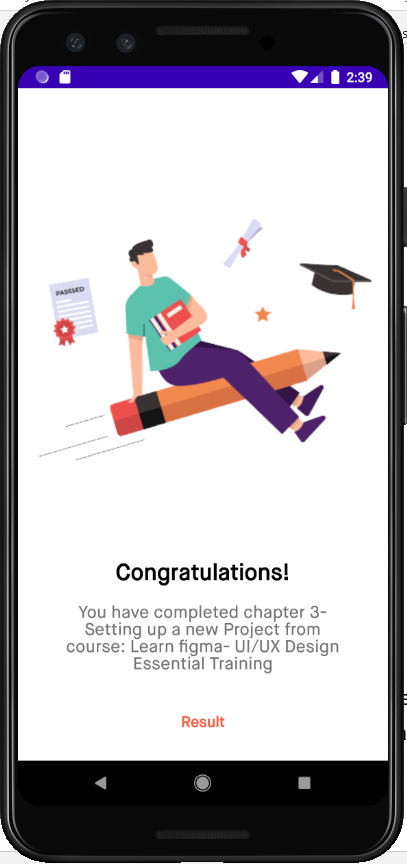 2:39
PASSSED
Congratulations!
You have completed chapter 3-
Setting up a new Project from
course: Learn figma- UI/UX Design
Essential Training
Result